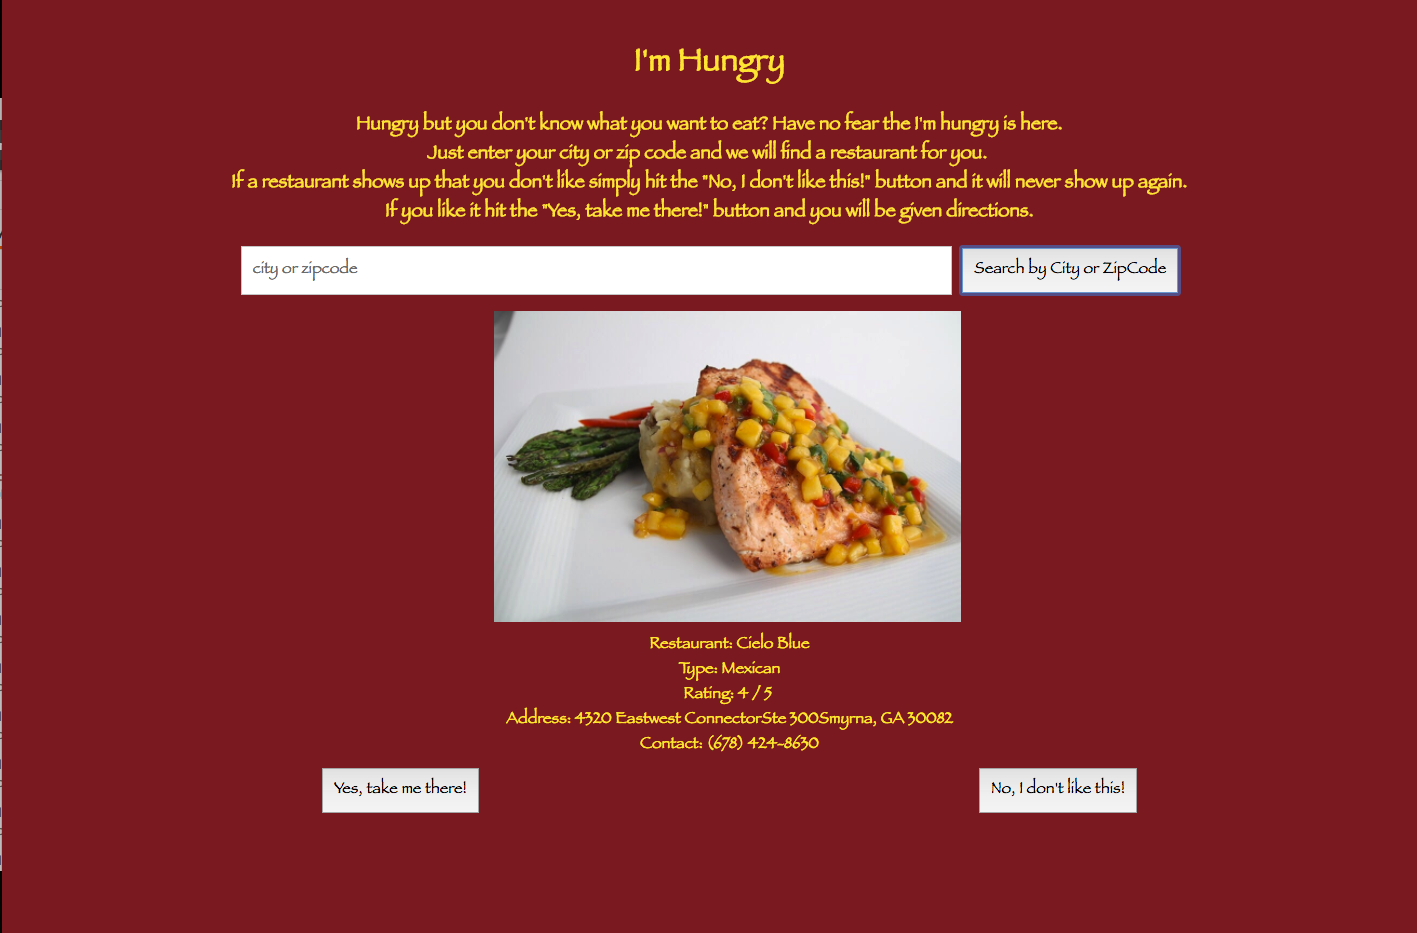 I'm Hungry
Hungry but you don't know what you want to eat? Have no fear the I'm hungry is here.
Just enter your city or zip code and we will find a restaurant for you.
If a restaurant shows up that you don't like simply hit the "No, I don't like this!" button and it will never show up again.
If you like it hit the "Yes, take me there!" button and you will be given directions.
city or zipcode
Search by City or ZipCode
Restaurant: Cielo Blue
Type: Mexican
Rating: 4 / 5
Address: 4320 Eastwest ConnectorSte 300Smyrna, GA 30082
Contact: (678) 424-8630
Yes, take me there!
No, I don't like this!